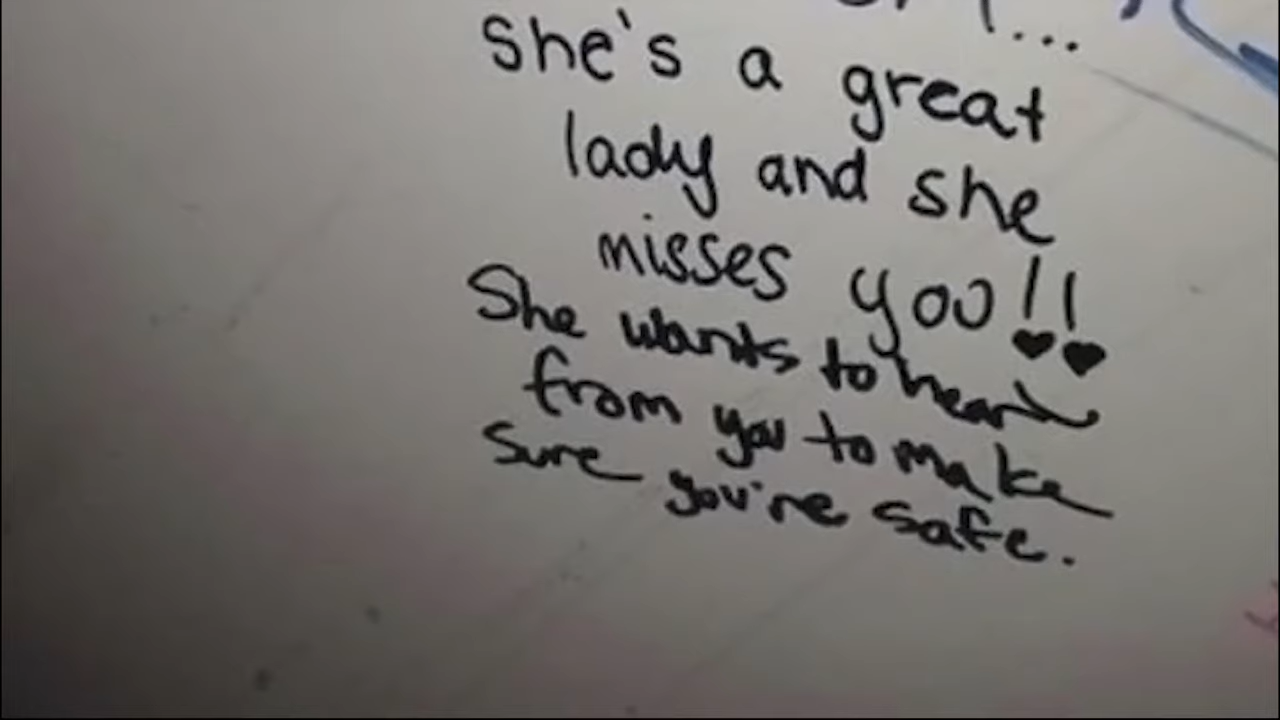 she's a great
lady and she
misses you!!
She wants to hear
from you to make
sure you're safe.